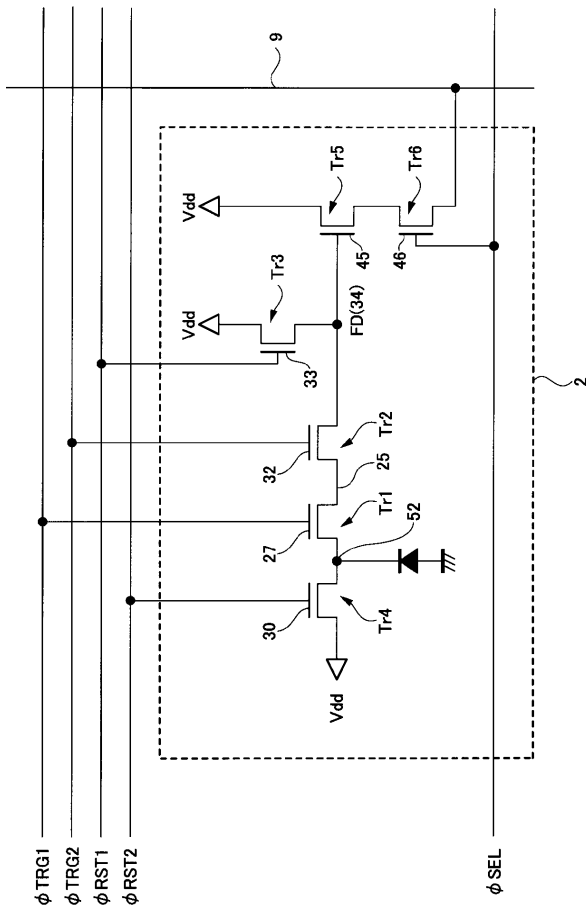 φTRG1
φTRG2
φRST1
φRST2
9
Vdd
Vdd
Tr3
Tr5
33
45
FD(34)
46
Tr6
32
Tr2
27
25
Tr1
52
30
Tr4
Vdd
2
φSEL